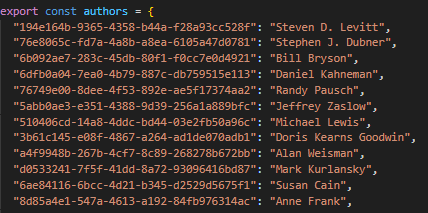 export const authors = {
"194e164b-9365-4358-b44a-f28a93cc528f": "Steven D. Levitt",
"76e8065c-fd7a-4a8b-a8ea-6105a47d0781": "Stephen J. Dubner",
"6b092ae7-283c-45db-80f1-f0cc7e0d4921": "Bill Bryson",
"6dfb0a04-7ea0-4b79-887c-db759515e113": "Daniel Kahneman",
"76749e00-8dee-4f53-892e-ae5f17374aa2": "Randy Pausch",
"5abb0ae3-e351-4388-9d39-256a1a889bfc": "Jeffrey Zaslow",
"510406cd-14a8-4ddc-bd44-03e2fb50a96c": "Michael Lewis",
"3b61c145-e08f-4867-a264-ad1de070adb1": "Doris Kearns Goodwin",
"a4f9948b-267b-4cf7-8c89-268278b672bb": "Alan Weisman",
"d0533241-7f5f-41dd-8a72-93096416bd87": "Mark Kurlansky",
"6ae84116-6bcc-4d21-b345-d2529d5675f1": "Susan Cain",
"8d85a4e1-547a-4613-a192-84fb976314ac": "Anne Frank",